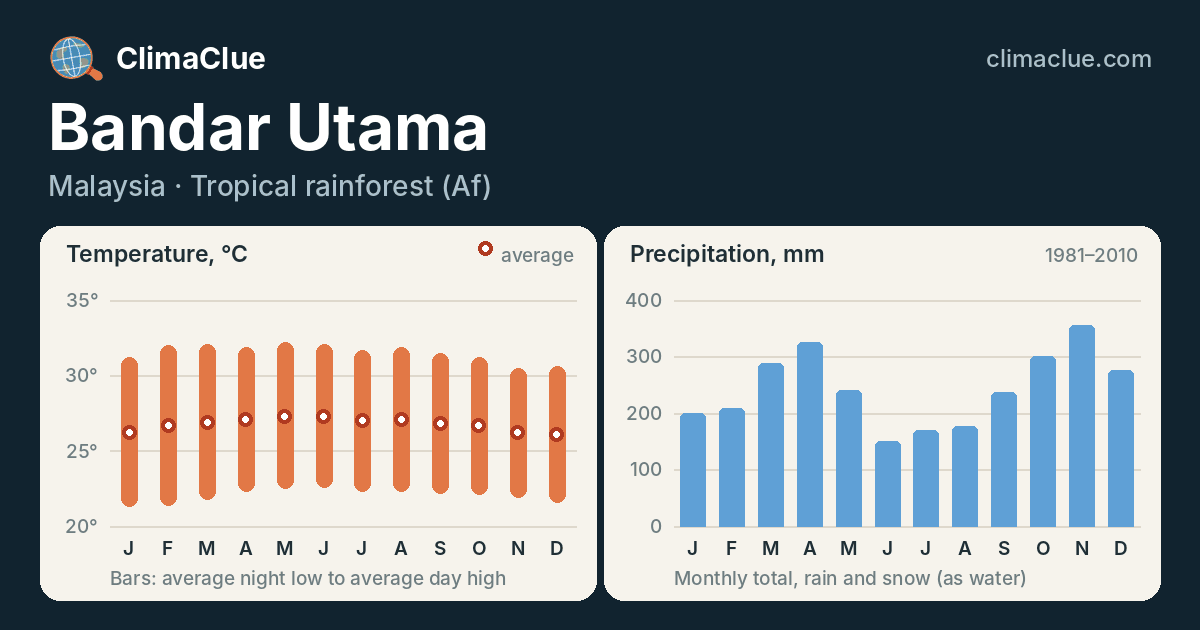 ClimaClue
climaclue.com
Bandar Utama
Malaysia · Tropical rainforest (Af)
Temperature, °C
average
35°
30°
25°
20°
J F M A M J J A S O N D
Bars: average night low to average day high
Precipitation, mm
1981–2010
400
300
200
100
0
J F M A M J J A S O N D
Monthly total, rain and snow (as water)